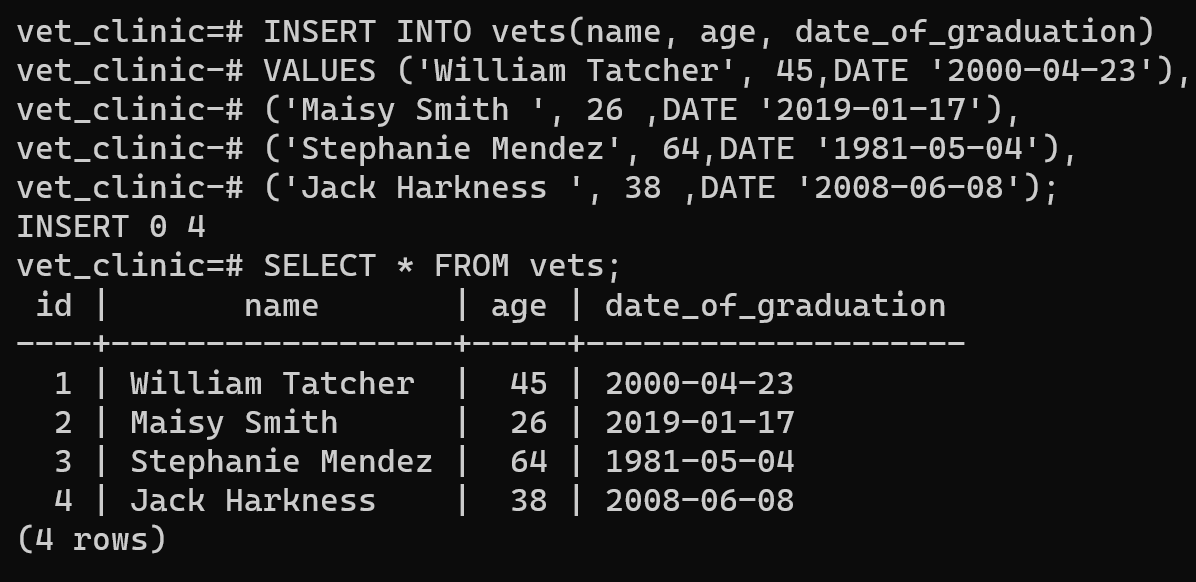 vet_clinic=# INSERT INTO vets(name, age, date_of_graduation)
vet_clinic-# VALUES ('William Tatcher', 45,DATE '2000-04-23'),
vet_clinic-# ('Maisy Smith ', 26 ,DATE '2019-01-17'),
vet_clinic-# ('Stephanie Mendez', 64,DATE '1981-05-04'),
vet_clinic-# ('Jack Harkness ', 38 ,DATE '2008-06-08');
INSERT 0 4
vet_clinic=# SELECT * FROM vets;
 id |       name       | age | date_of_graduation
----+------------------+-----+--------------------
  1 | William Tatcher  |  45 | 2000-04-23
  2 | Maisy Smith      |  26 | 2019-01-17
  3 | Stephanie Mendez |  64 | 1981-05-04
  4 | Jack Harkness    |  38 | 2008-06-08
(4 rows)